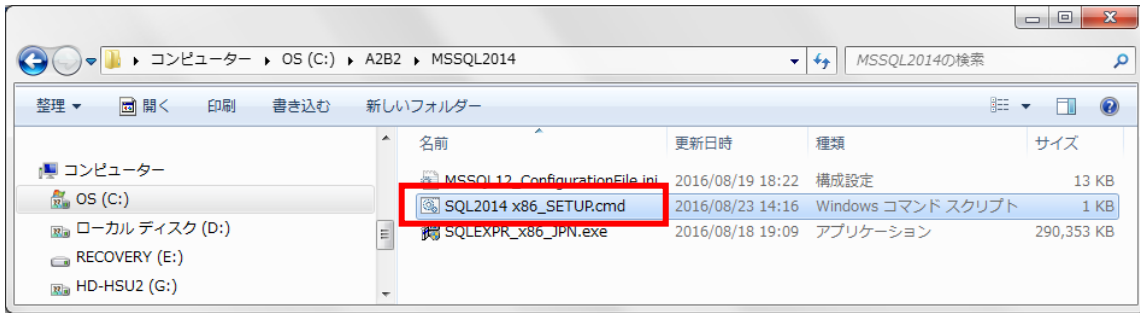 コンピューター ▸ OS (C:) ▸ A2B2 ▸ MSSQL2014
MSSQL2014の検索
整理 ▼ 開く 印刷 書き込む 新しいフォルダー
名前 更新日時 種類 サイズ
コンピューター
OS (C:)
ローカル ディスク (D:)
RECOVERY (E:)
HD-HSU2 (G:)
MSSQL12_ConfigurationFile.ini 2016/08/19 18:22 構成設定 13 KB
SQL2014 x86_SETUP.cmd 2016/08/23 14:16 Windows コマンド スクリプト 1 KB
SQLEXPR_x86_JPN.exe 2016/08/18 19:09 アプリケーション 290,353 KB